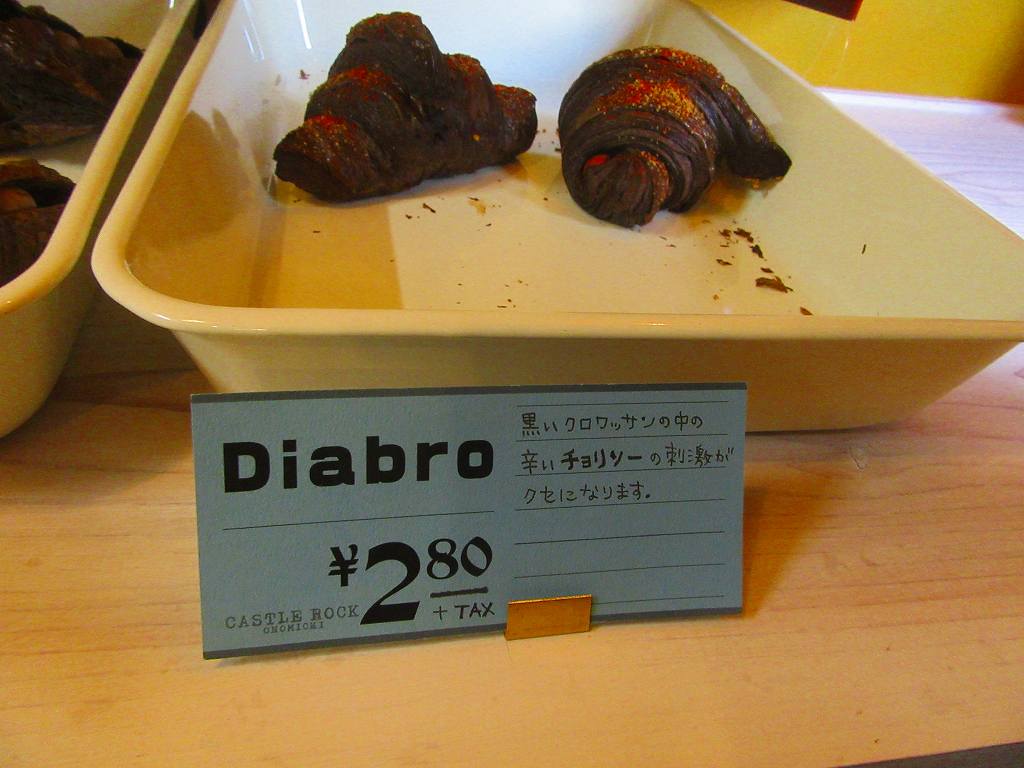 Diabro
¥280
+ TAX
CASTLE ROCK
ONOMICHI
黒いクロワッサンの中の
辛いチョリソーの刺激が
クセになります。